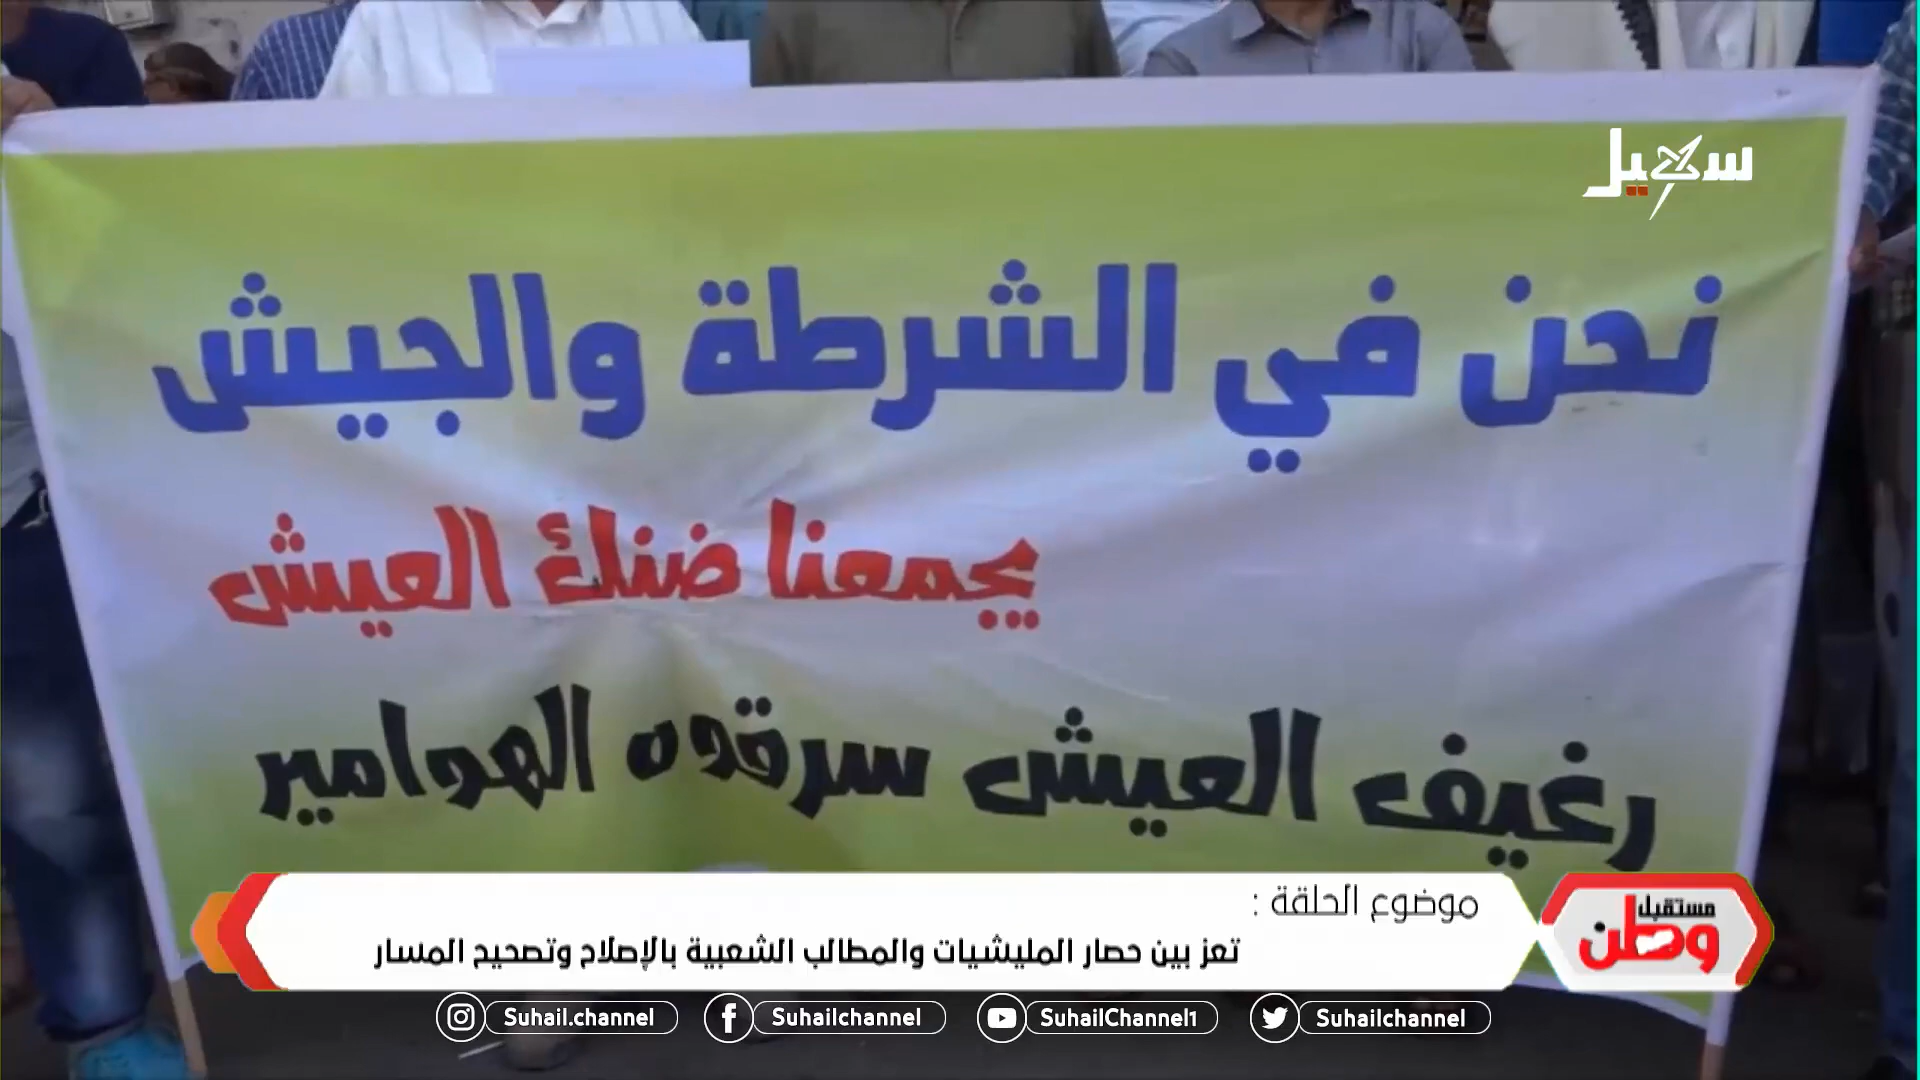 سهيل
نحن في الشرطة والجيش
يجمعنا ضنك العيش
رغيف العيش سرقده الهوامير
موضوع الحلقة :
تعز بين حصار المليشيات والمطالب الشعبية بالإصلاح وتصحيح المسار
مستقبل
وطن
Suhail.channel
Suhailchannel
SuhailChannel1
Suhailchannel